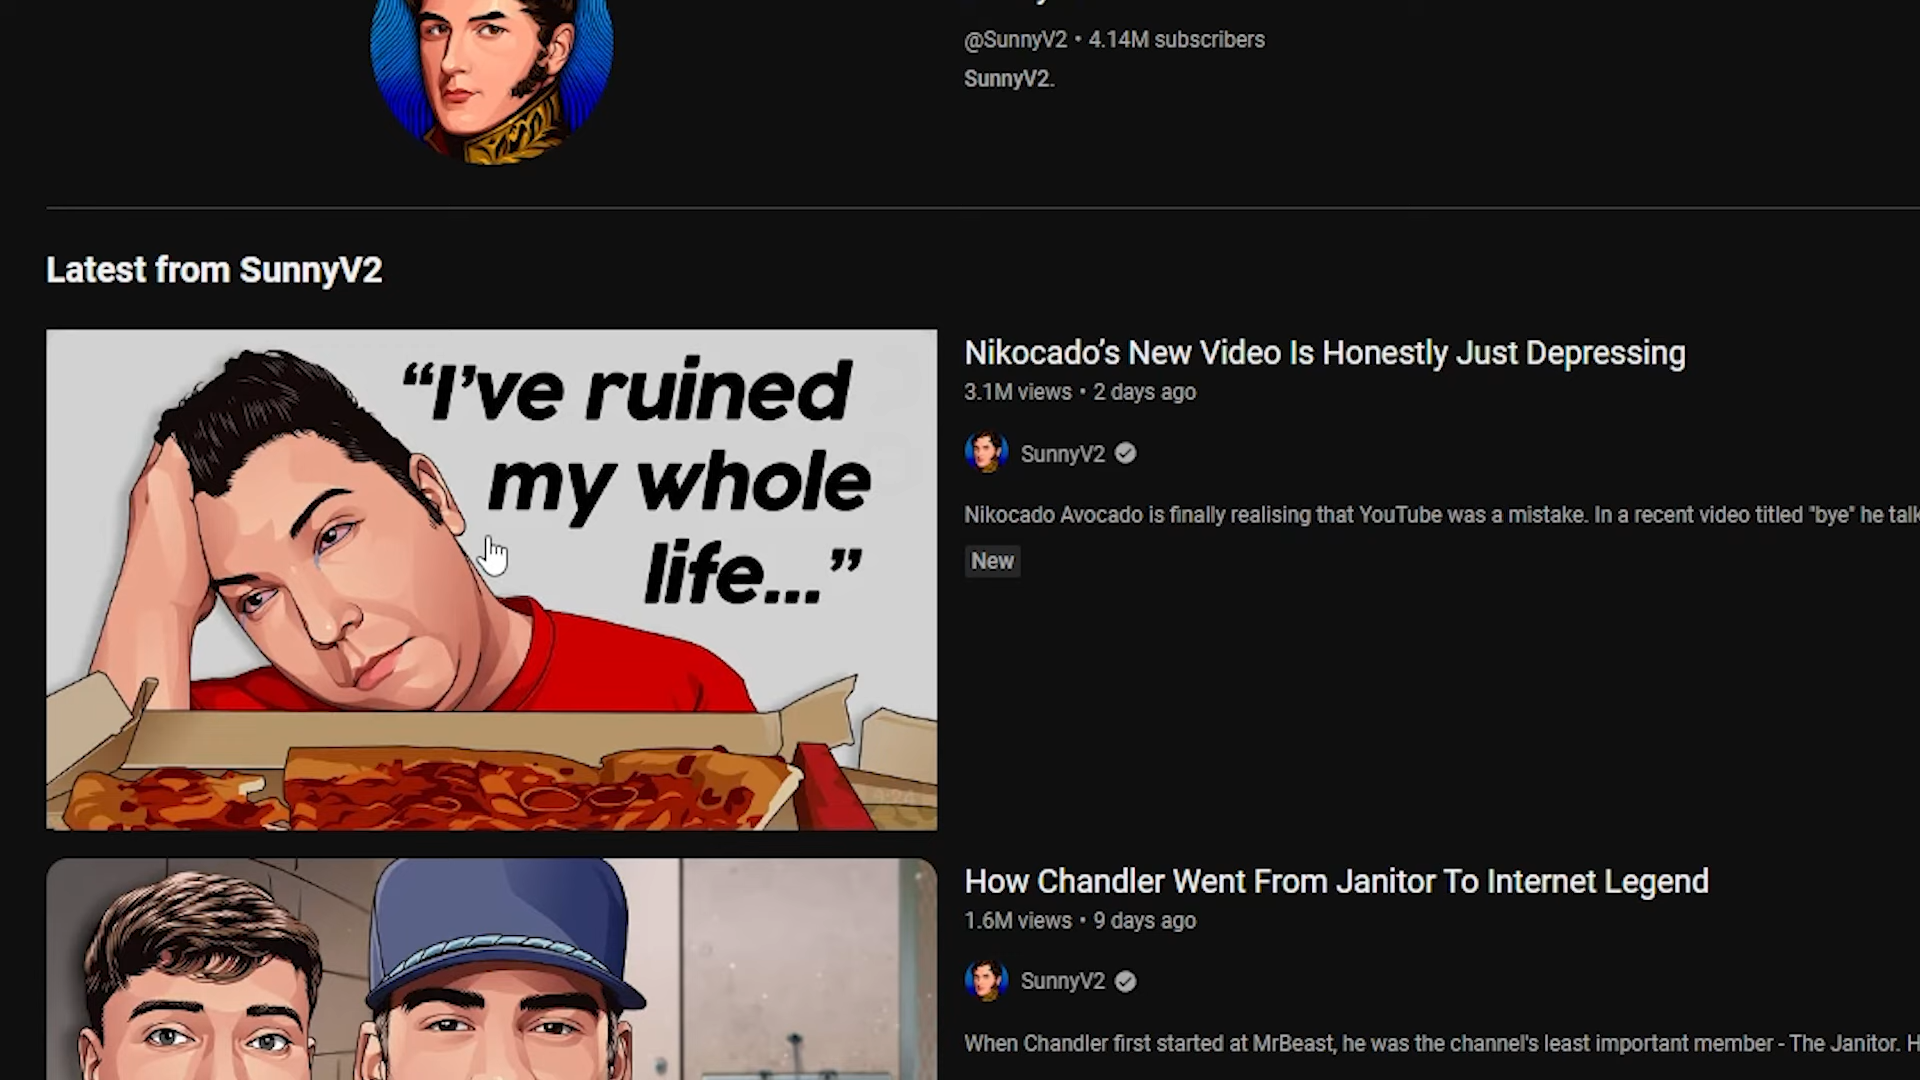 @SunnyV2 • 4.14M subscribers
SunnyV2.
Latest from SunnyV2
“I’ve ruined
my whole
life...”
Nikocado’s New Video Is Honestly Just Depressing
3.1M views • 2 days ago
SunnyV2
Nikocado Avocado is finally realising that YouTube was a mistake. In a recent video titled "bye" he talk
New
How Chandler Went From Janitor To Internet Legend
1.6M views • 9 days ago
SunnyV2
When Chandler first started at MrBeast, he was the channel's least important member - The Janitor. H